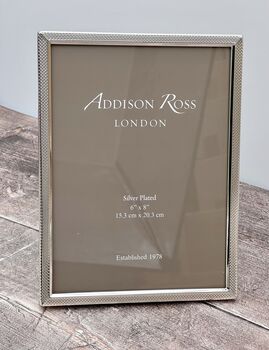 ADDISON ROSS
LONDON
Silver Plated
6" x 8"
15.3 cm x 20.3 cm
Established 1978